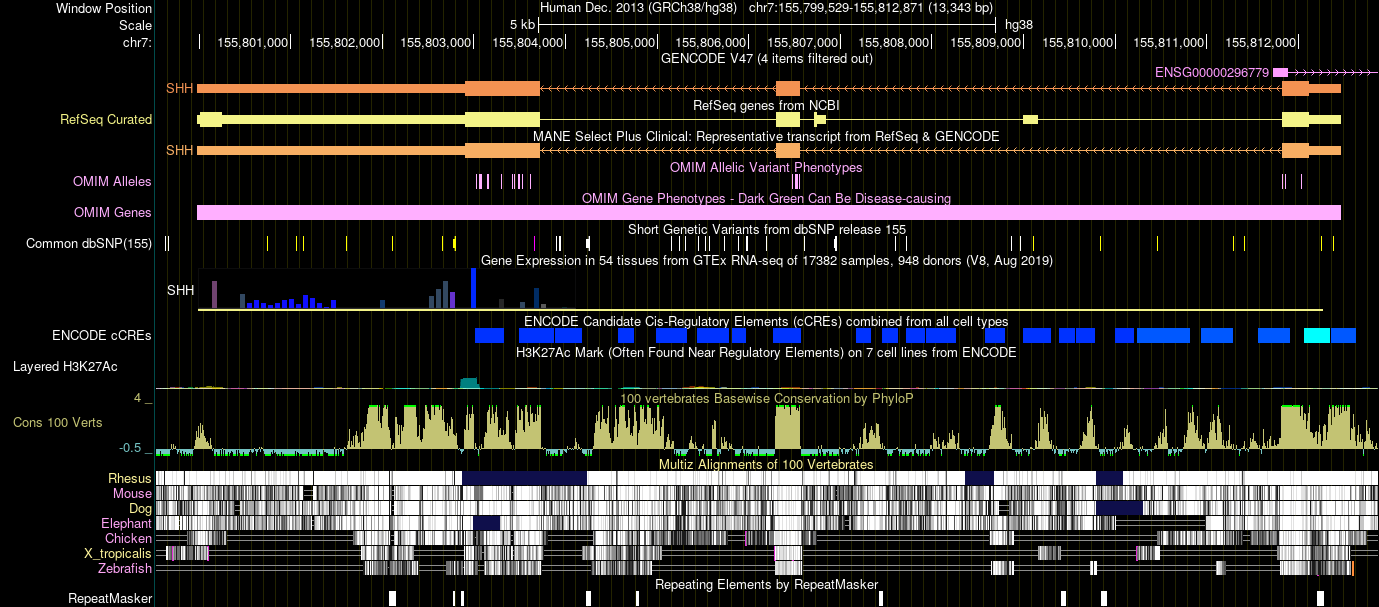 Window Position Human Dec. 2013 (GRCh38/hg38) chr7:155,799,529-155,812,871 (13,343 bp)
Scale 5 kb hg38
chr7: 155,801,000 155,802,000 155,803,000 155,804,000 155,805,000 155,806,000 155,807,000 155,808,000 155,809,000 155,810,000 155,811,000 155,812,000
GENCODE V47 (4 items filtered out)
ENSG00000296779
SHH
RefSeq genes from NCBI
RefSeq Curated
MANE Select Plus Clinical: Representative transcript from RefSeq & GENCODE
SHH
OMIM Allelic Variant Phenotypes
OMIM Alleles
OMIM Gene Phenotypes - Dark Green Can Be Disease-causing
OMIM Genes
Short Genetic Variants from dbSNP release 155
Common dbSNP(155)
Gene Expression in 54 tissues from GTEx RNA-seq of 17382 samples, 948 donors (V8, Aug 2019)
SHH
ENCODE Candidate Cis-Regulatory Elements (cCREs) combined from all cell types
ENCODE cCREs
H3K27Ac Mark (Often Found Near Regulatory Elements) on 7 cell lines from ENCODE
Layered H3K27Ac
100 vertebrates Basewise Conservation by PhyloP
4 _
Cons 100 Verts
-0.5 _
Multiz Alignments of 100 Vertebrates
Rhesus
Mouse
Dog
Elephant
Chicken
X_tropicalis
Zebrafish
Repeating Elements by RepeatMasker
RepeatMasker